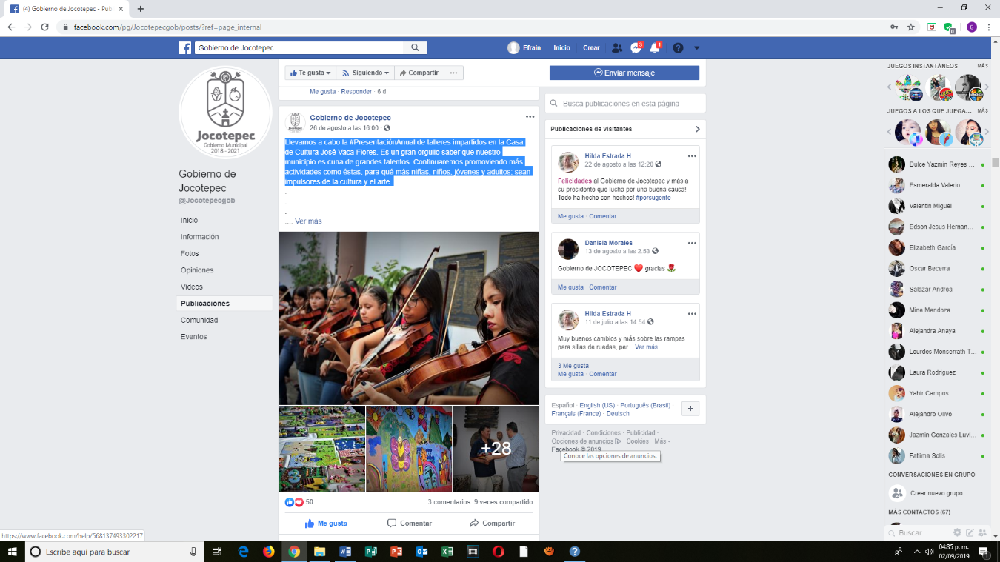 (4) Gobierno de Jocotepec - Pub
facebook.com/pg/Jocotepecgob/posts/?ref=page_internal
Gobierno de Jocotepec
Efrain
Inicio
Crear
3
1
Jocotepec
Gobierno Municipal
2018 - 2021
Gobierno de
Jocotepec
@Jocotepecgob
Inicio
Información
Fotos
Opiniones
Videos
Publicaciones
Comunidad
Eventos
Te gusta
Siguiendo
Compartir
Enviar mensaje
Me gusta · Responder · 6 d
Gobierno de Jocotepec
26 de agosto a las 16:00 ·
Llevamos a cabo la #PresentaciónAnual de talleres impartidos en la Casa
de Cultura José Vaca Flores. Es un gran orgullo saber que nuestro
municipio es cuna de grandes talentos. Continuaremos promoviendo más
actividades como éstas, para qué más niñas, niños, jóvenes y adultos; sean
impulsores de la cultura y el arte.
.
.
.
.... Ver más
+28
50
3 comentarios 9 veces compartido
Me gusta
Comentar
Compartir
Busca publicaciones en esta página
Publicaciones de visitantes
Hilda Estrada H
22 de agosto a las 12:20
Felicidades al Gobierno de Jocotepec y más a
su presidente que lucha por una buena causa!
Todo ha hecho con hechos! #porsugente
Me gusta · Comentar
Daniela Morales
13 de agosto a las 2:53
Gobierno de JOCOTEPEC ❤️ gracias 🌹
Me gusta · Comentar
Hilda Estrada H
11 de julio a las 14:54
Muy buenos cambios y más sobre las rampas
para sillas de ruedas, per... Ver más
3 Me gusta
Me gusta · Comentar
Español · English (US) · Português (Brasil)
Français (France) · Deutsch
Privacidad · Condiciones · Publicidad ·
Opciones de anuncios · Cookies · Más
Facebook © 2019
Conoce las opciones de anuncios.
JUEGOS INSTANTÁNEOS MÁS
JUEGOS A LOS QUE JUEGA... MÁS
Dulce Yazmin Reyes ...
Esmeralda Valerio
Valentin Miguel
Edson Jesus Hernan...
Elizabeth García
Oscar Becerra
Salazar Andrea
Mine Mendoza
Alejandra Anaya
Lourdes Monserrath T...
Laura Rodriguez
Yahir Campos
Alejandro Olivo
Jazmin Gonzales Luvi...
Fatiima Solis
CONVERSACIONES EN GRUPO
Crear nuevo grupo
MÁS CONTACTOS (67)
Buscar
https://www.facebook.com/help/568137493302217
Escribe aquí para buscar
04:35 p. m.
02/09/2019